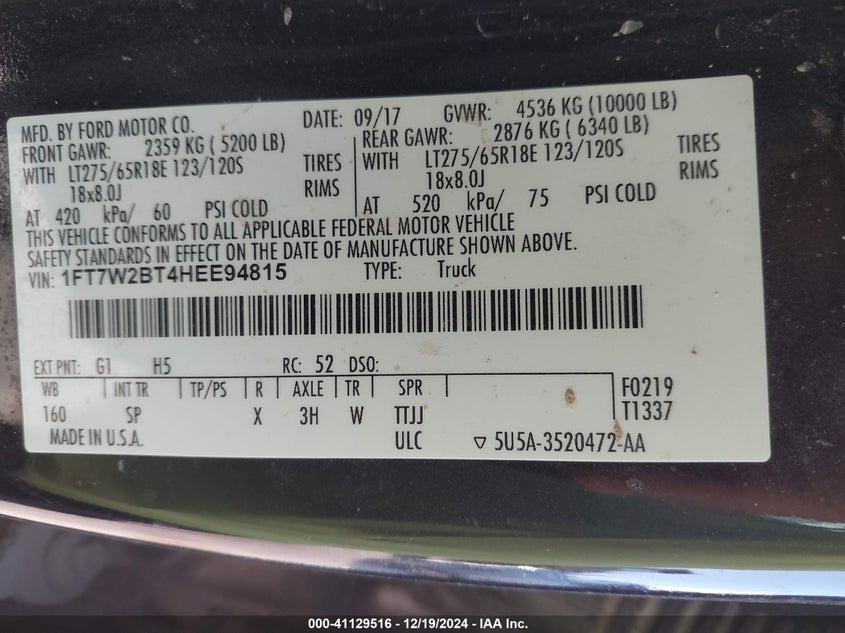 MFD. BY FORD MOTOR CO. DATE: 09/17 GVWR: 4536 KG (10000 LB)
FRONT GAWR: 2359 KG ( 5200 LB) REAR GAWR: 2876 KG ( 6340 LB)
WITH LT275/65R18E 123/120S TIRES WITH LT275/65R18E 123/120S TIRES
18x8.0J RIMS 18x8.0J RIMS
AT 420 kPa/ 60 PSI COLD AT 520 kPa/ 75 PSI COLD
THIS VEHICLE CONFORMS TO ALL APPLICABLE FEDERAL MOTOR VEHICLE
SAFETY STANDARDS IN EFFECT ON THE DATE OF MANUFACTURE SHOWN ABOVE.
VIN: 1FT7W2BT4HEE94815 TYPE: Truck
EXT PNT: G1 H5 RC: 52 DSO:
WB INT TR TP/PS R AXLE TR SPR F0219
160 SP X 3H W TTJJ T1337
MADE IN U.S.A. ULC ▽ 5U5A-3520472-AA
000-41129516 - 12/19/2024 - IAA Inc.